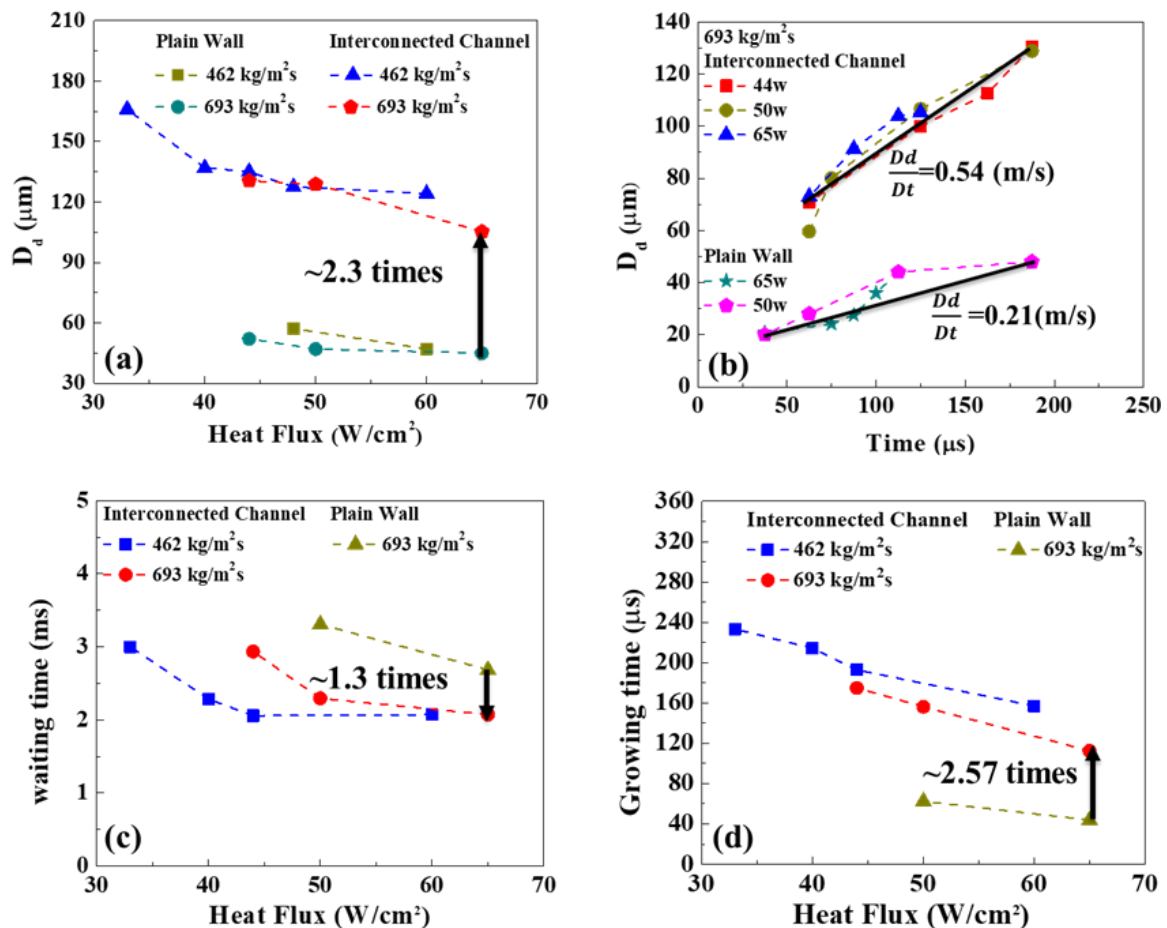 210
180
150
120
90
60
30
D_d (μm)
Plain Wall
462 kg/m²s
693 kg/m²s
Interconnected Channel
462 kg/m²s
693 kg/m²s
~2.3 times
(a)
30 40 50 60 70
Heat Flux (W/cm²)
140
120
100
80
60
40
20
0
D_d (μm)
693 kg/m²s
Interconnected Channel
44w
50w
65w
Dd/Dt=0.54 (m/s)
Plain Wall
65w
50w
Dd/Dt =0.21(m/s)
(b)
0 50 100 150 200 250
Time (μs)
5
4
3
2
1
0
waiting time (ms)
Interconnected Channel
462 kg/m²s
693 kg/m²s
Plain Wall
693 kg/m²s
~1.3 times
(c)
30 40 50 60 70
Heat Flux (W/cm²)
360
320
280
240
200
160
120
80
40
0
Growing time (μs)
Interconnected Channel
462 kg/m²s
693 kg/m²s
Plain Wall
693 kg/m²s
~2.57 times
(d)
30 40 50 60 70
Heat Flux (W/cm²)